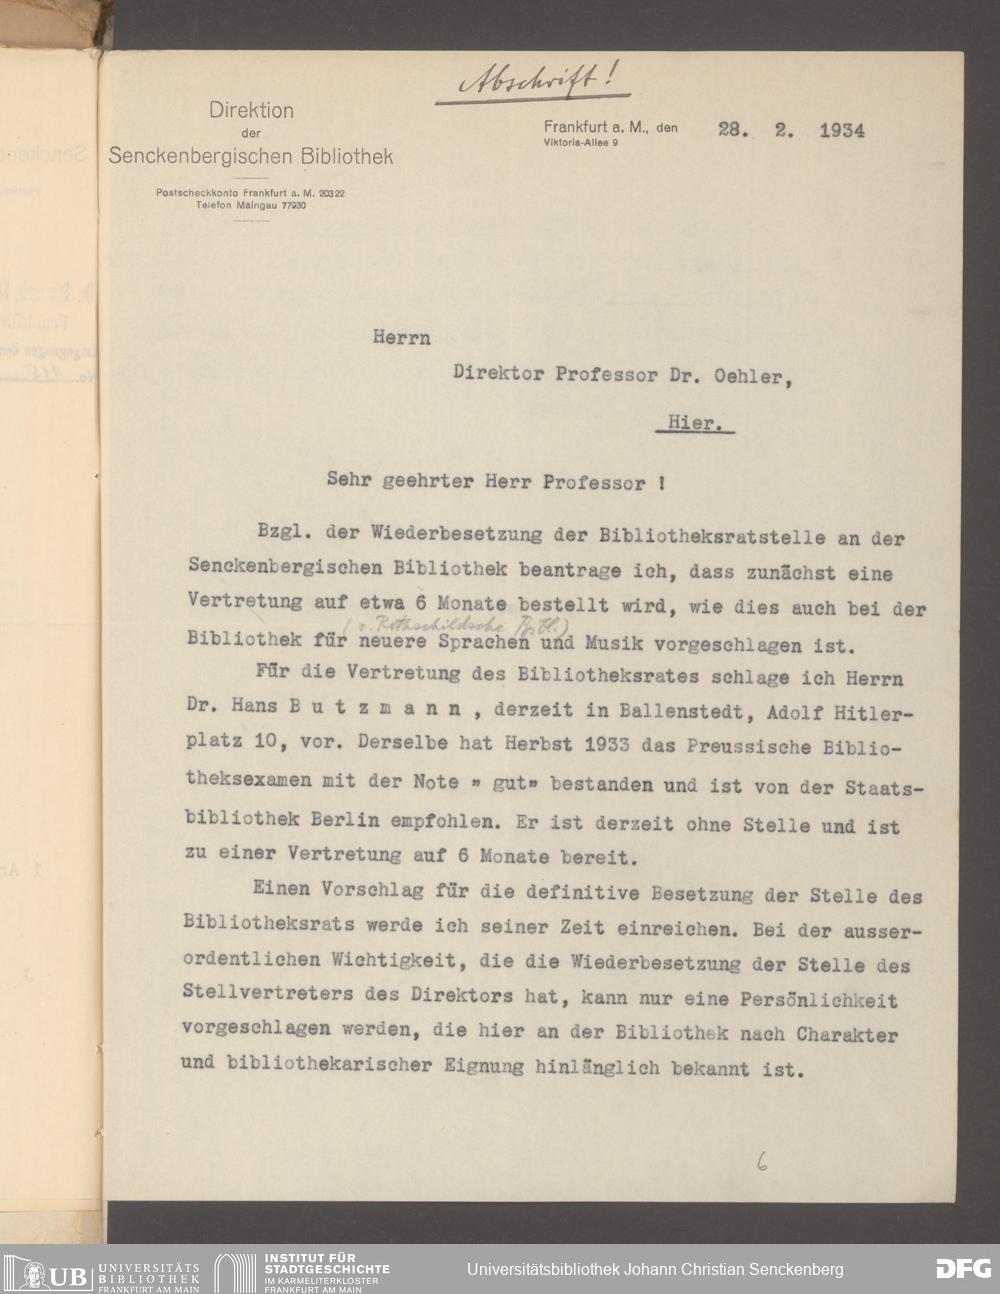 Abschrift!
Direktion
der
Senckenbergischen Bibliothek
Postscheckkonto Frankfurt a. M. 20322
Telefon Maingau 77930
Frankfurt a. M., den 28. 2. 1934
Viktoria-Allee 9
Herrn
Direktor Professor Dr. Oehler,
Hier.
Sehr geehrter Herr Professor !
Bzgl. der Wiederbesetzung der Bibliotheksratstelle an der
Senckenbergischen Bibliothek beantrage ich, dass zunächst eine
Vertretung auf etwa 6 Monate bestellt wird, wie dies auch bei der
(v. Rothschildsche Bibl.)
Bibliothek für neuere Sprachen und Musik vorgeschlagen ist.
Für die Vertretung des Bibliotheksrates schlage ich Herrn
Dr. Hans B u t z m a n n , derzeit in Ballenstedt, Adolf Hitler-
platz 10, vor. Derselbe hat Herbst 1933 das Preussische Biblio-
theksexamen mit der Note " gut" bestanden und ist von der Staats-
bibliothek Berlin empfohlen. Er ist derzeit ohne Stelle und ist
zu einer Vertretung auf 6 Monate bereit.
Einen Vorschlag für die definitive Besetzung der Stelle des
Bibliotheksrats werde ich seiner Zeit einreichen. Bei der ausser-
ordentlichen Wichtigkeit, die die Wiederbesetzung der Stelle des
Stellvertreters des Direktors hat, kann nur eine Persönlichkeit
vorgeschlagen werden, die hier an der Bibliothek nach Charakter
und bibliothekarischer Eignung hinlänglich bekannt ist.
6
UB UNIVERSITÄTS
BIBLIOTHEK
FRANKFURT AM MAIN
INSTITUT FÜR
STADTGESCHICHTE
IM KARMELITERKLOSTER
FRANKFURT AM MAIN
Universitätsbibliothek Johann Christian Senckenberg
DFG